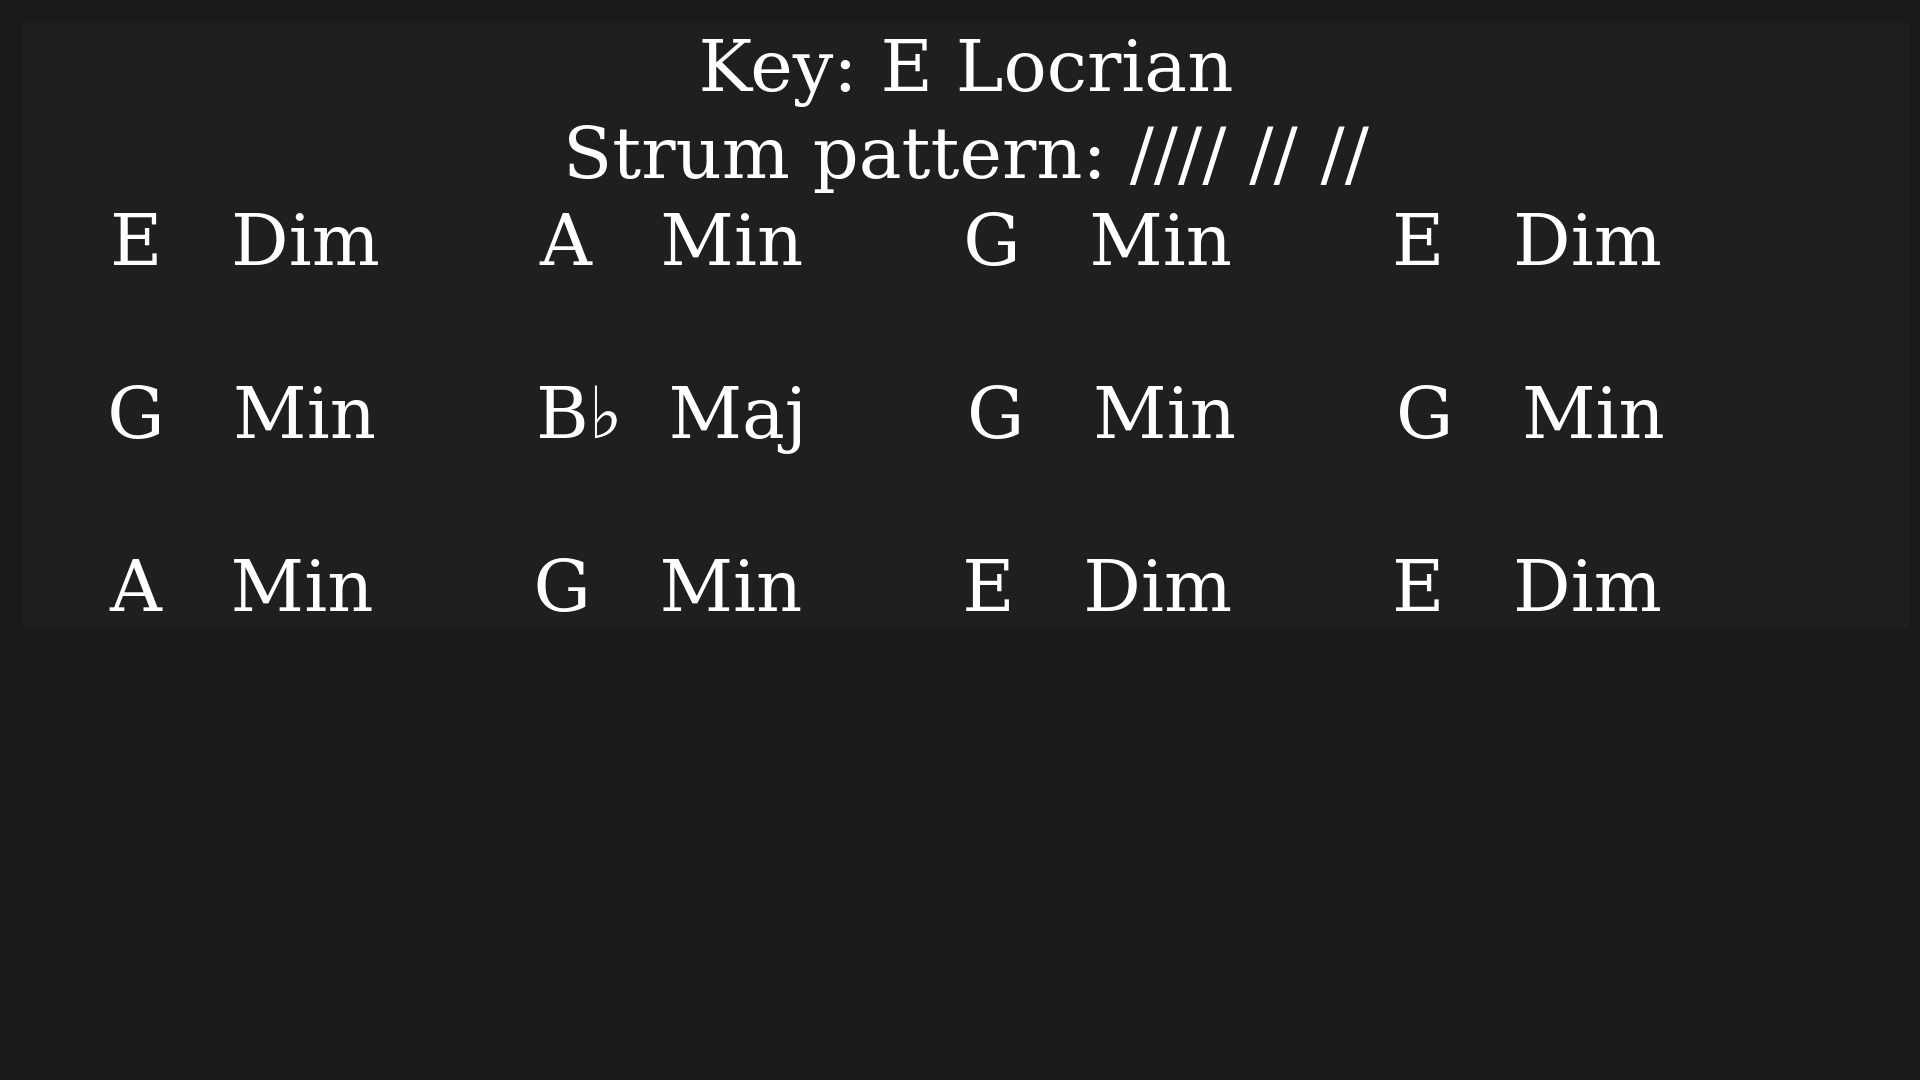 Key: E Locrian
Strum pattern: //// // //
E Dim A Min G Min E Dim
G Min B♭ Maj G Min G Min
A Min G Min E Dim E Dim